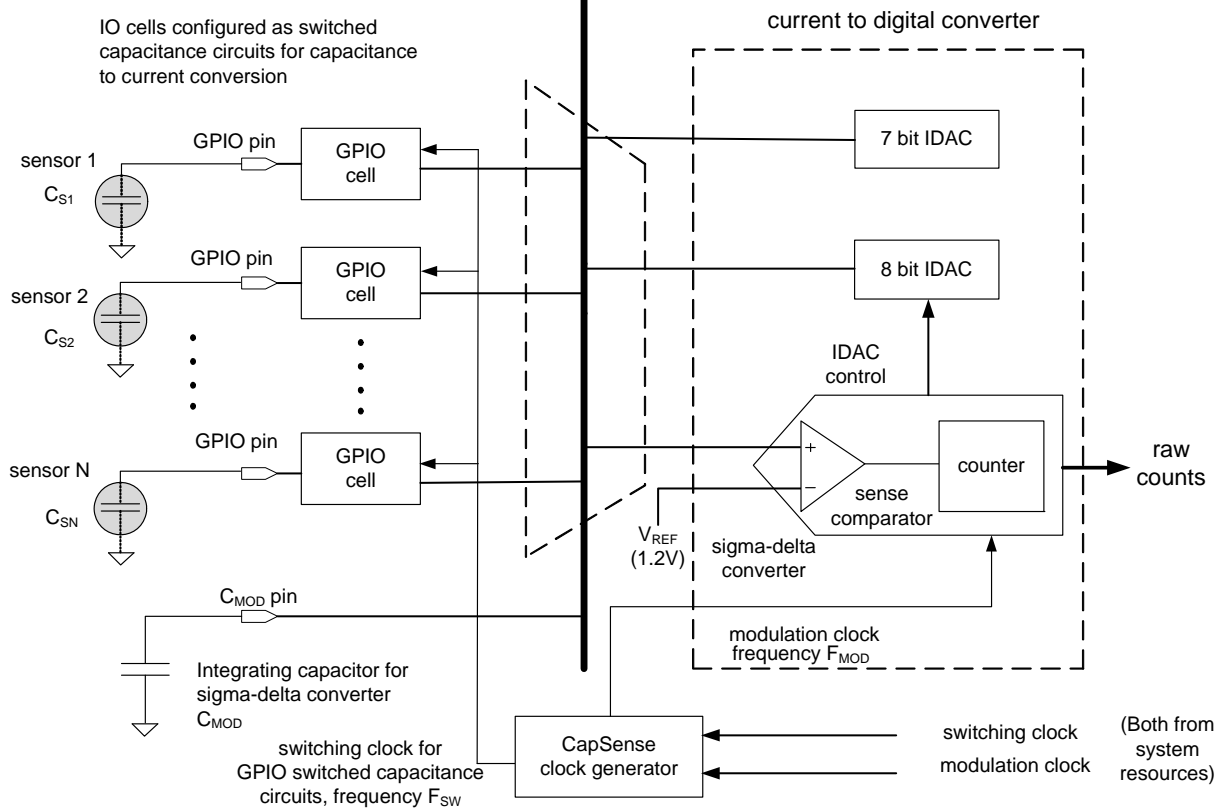 IO cells configured as switched
capacitance circuits for capacitance
to current conversion
current to digital converter
GPIO pin
sensor 1
CS1
GPIO
cell
7 bit IDAC
GPIO pin
sensor 2
CS2
GPIO
cell
8 bit IDAC
IDAC
control
GPIO pin
sensor N
CSN
GPIO
cell
+
−
sense
comparator
counter
raw
counts
VREF
(1.2V)
sigma-delta
converter
CMOD pin
Integrating capacitor for
sigma-delta converter
CMOD
modulation clock
frequency FMOD
switching clock for
GPIO switched capacitance
circuits, frequency FSW
CapSense
clock generator
switching clock
modulation clock
(Both from
system
resources)